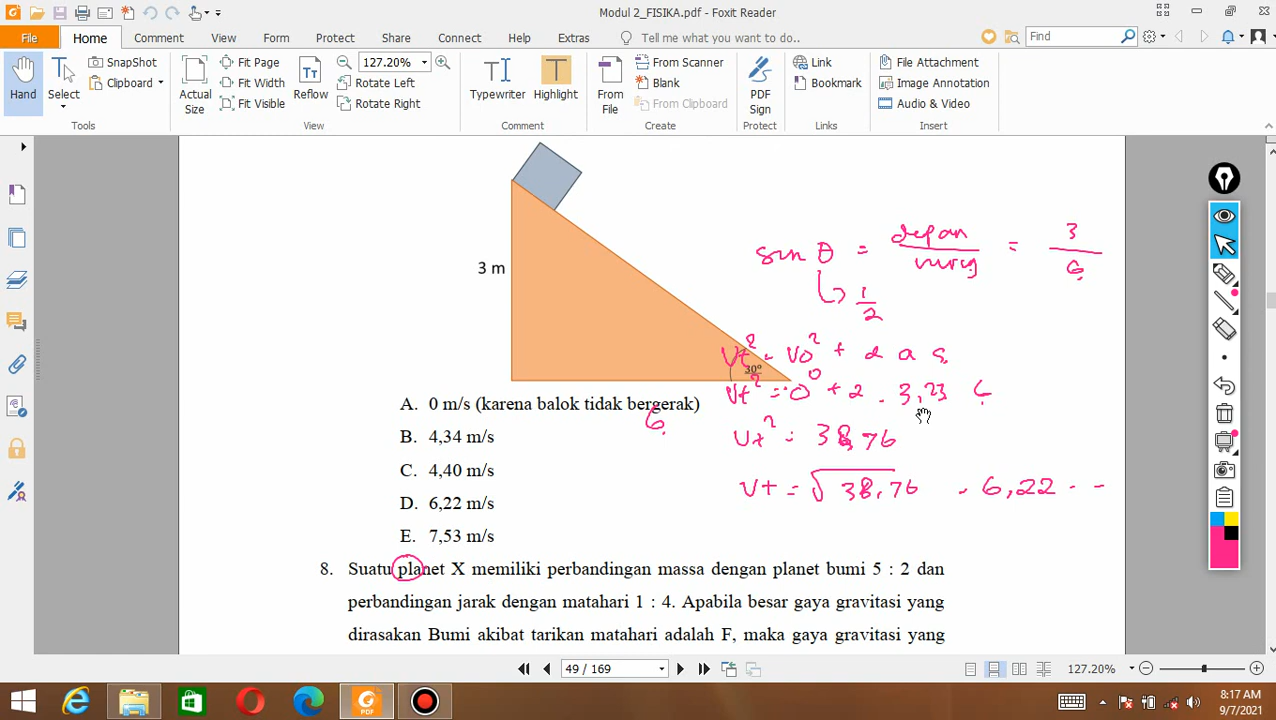 Modul 2_FISIKA.pdf - Foxit Reader
File Home Comment View Form Protect Share Connect Help Extras Tell me what you want to do... Find
Hand
Select
SnapShot
Clipboard
Actual Size
Fit Page
Fit Width
Fit Visible
Reflow
127.20%
Rotate Left
Rotate Right
Typewriter
Highlight
From File
From Scanner
Blank
From Clipboard
PDF Sign
Link
Bookmark
File Attachment
Image Annotation
Audio & Video
Tools View Comment Create Protect Links Insert
3 m
30°
sin θ = depan / miring = 3 / 6
1/2
Vt² = Vo² + 2 a s
Vt² = 0⁰ + 2 . 3,23 6
Vt² = 38,76
Vt = √38,76 = 6,22 --
6
A. 0 m/s (karena balok tidak bergerak)
B. 4,34 m/s
C. 4,40 m/s
D. 6,22 m/s
E. 7,53 m/s
8. Suatu planet X memiliki perbandingan massa dengan planet bumi 5 : 2 dan
perbandingan jarak dengan matahari 1 : 4. Apabila besar gaya gravitasi yang
dirasakan Bumi akibat tarikan matahari adalah F, maka gaya gravitasi yang
49 / 169
127.20%
8:17 AM
9/7/2021